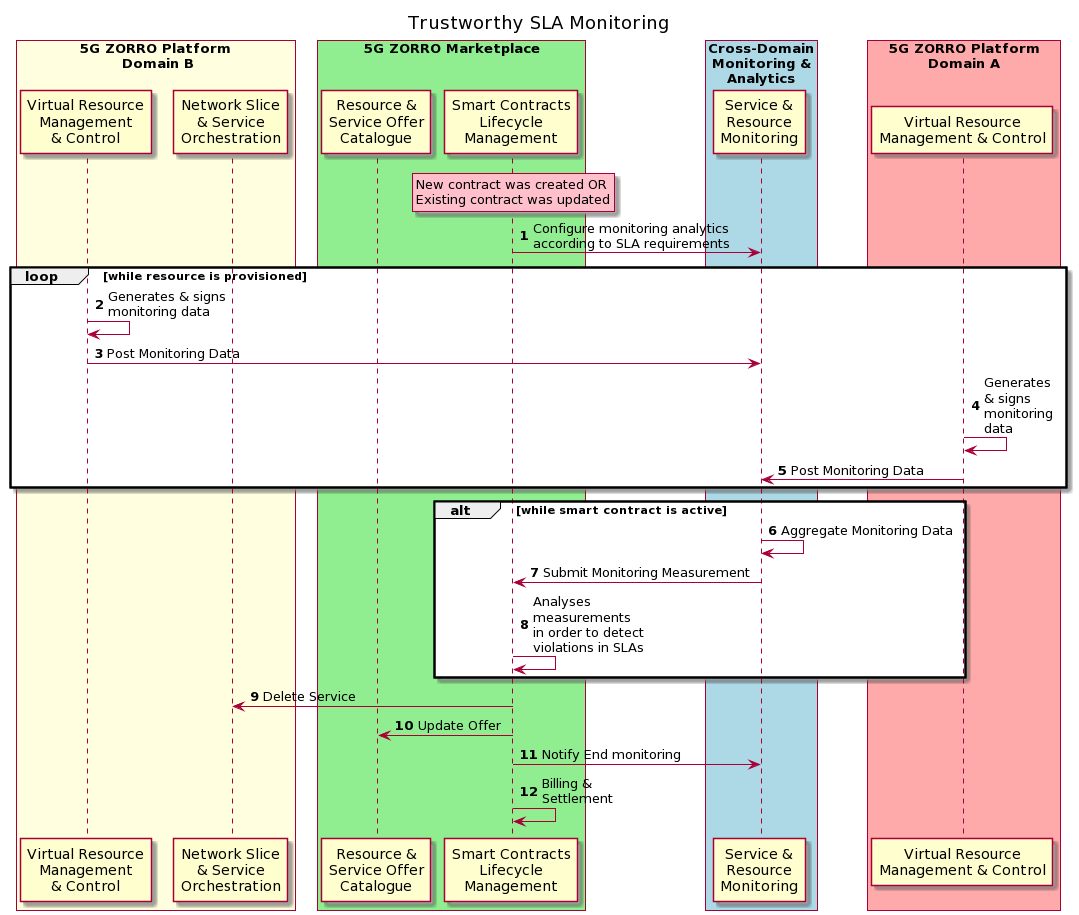 Trustworthy SLA Monitoring
5G ZORRO Platform
Domain B
5G ZORRO Marketplace
Cross-Domain
Monitoring &
Analytics
5G ZORRO Platform
Domain A
Virtual Resource
Management
& Control
Network Slice
& Service
Orchestration
Resource &
Service Offer
Catalogue
Smart Contracts
Lifecycle
Management
Service &
Resource
Monitoring
Virtual Resource
Management & Control
New contract was created OR
Existing contract was updated
1 Configure monitoring analytics
according to SLA requirements
loop [while resource is provisioned]
2 Generates & signs
monitoring data
3 Post Monitoring Data
4 Generates
& signs
monitoring
data
5 Post Monitoring Data
alt [while smart contract is active]
6 Aggregate Monitoring Data
7 Submit Monitoring Measurement
8 Analyses
measurements
in order to detect
violations in SLAs
9 Delete Service
10 Update Offer
11 Notify End monitoring
12 Billing &
Settlement
Virtual Resource
Management
& Control
Network Slice
& Service
Orchestration
Resource &
Service Offer
Catalogue
Smart Contracts
Lifecycle
Management
Service &
Resource
Monitoring
Virtual Resource
Management & Control